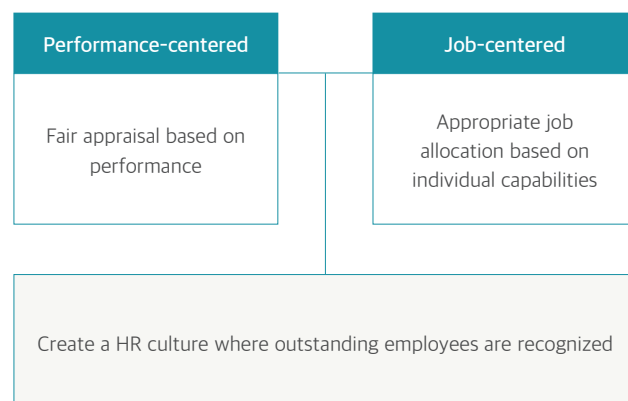 Performance-centered
Job-centered
Fair appraisal based on
performance
Appropriate job
allocation based on
individual capabilities
Create a HR culture where outstanding employees are recognized